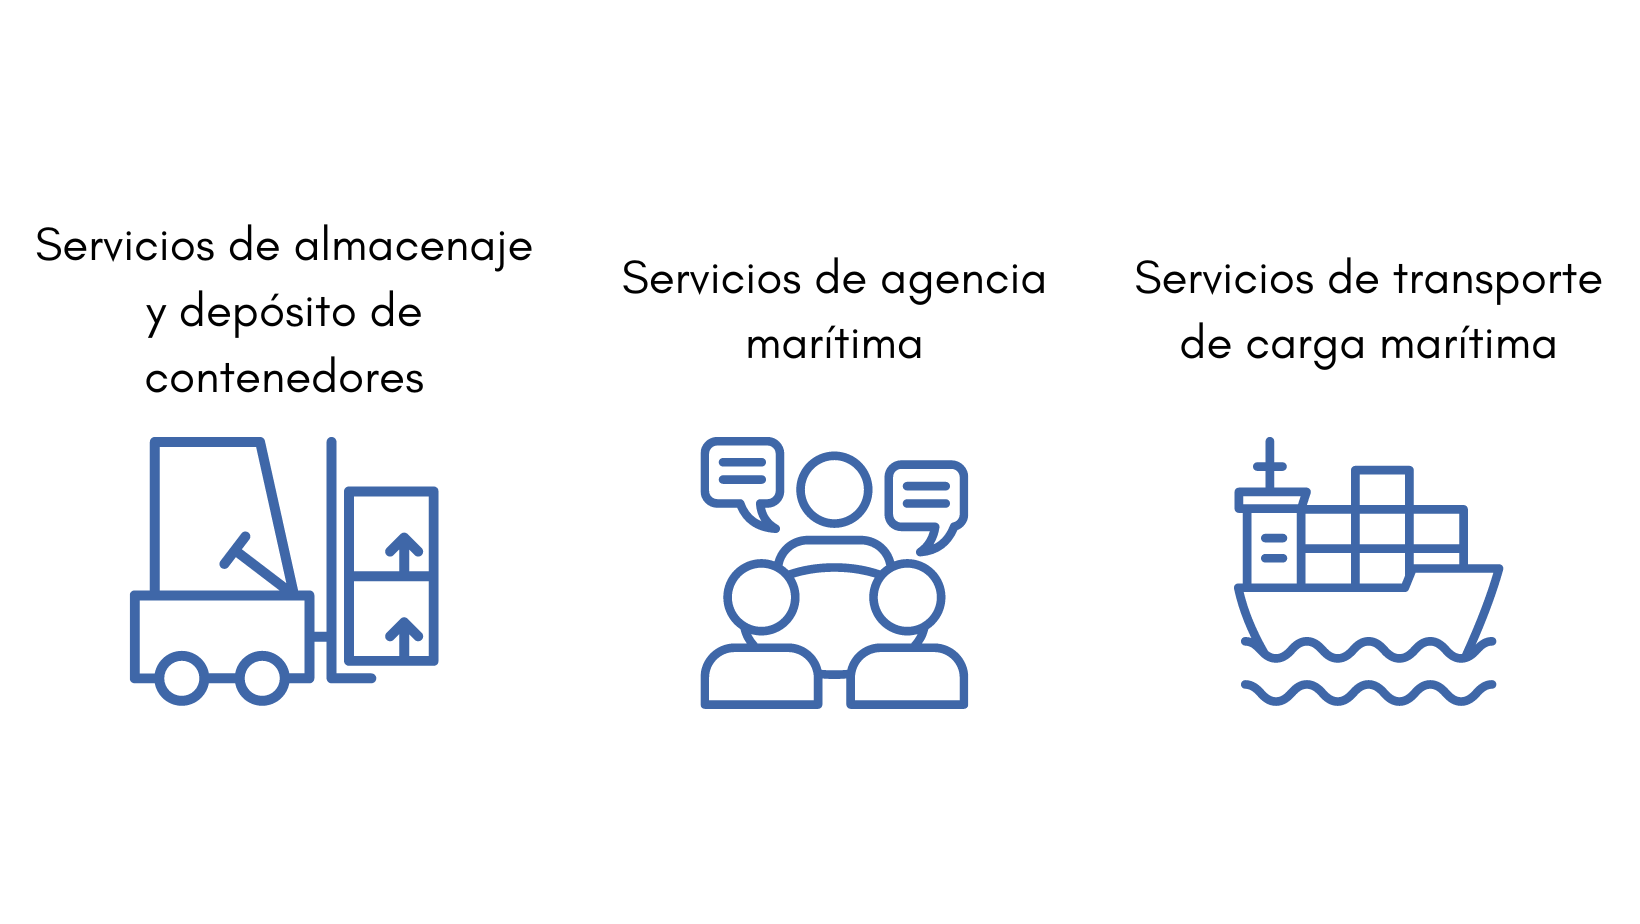 Servicios de almacenaje
y depósito de
contenedores
Servicios de agencia
marítima
Servicios de transporte
de carga marítima